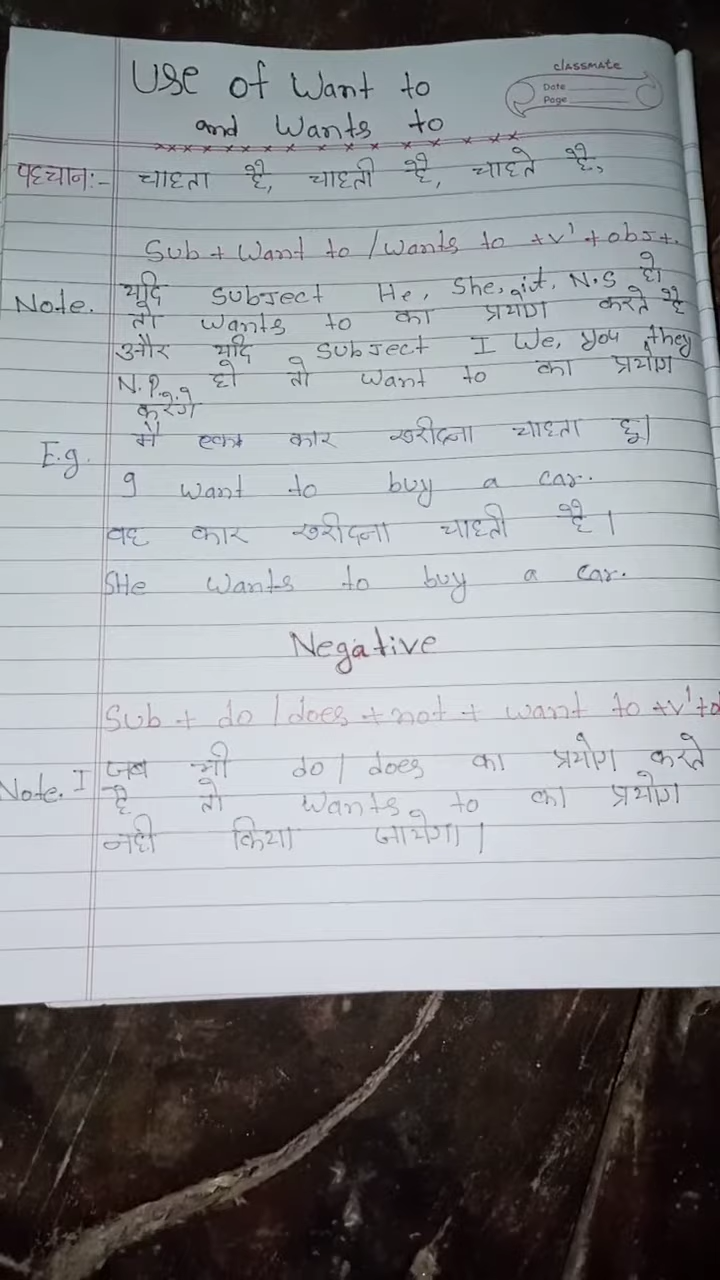 Use of Want to
and Wants to
classmate
Date
Page
पहचान:- चाहता है, चाहती है, चाहते है,
Sub + Want to / wants to + v' + obj +.
Note. यदि Subject He, She, it, N.S हो
तो wants to का प्रयोग करते है
और यदि Subject I We, you, they
N.P. हो तो want to का प्रयोग
करेंगे
E.g. मै एक कार खरीदना चाहता हू।
I want to buy a car.
वह कार खरीदना चाहती है।
SHe wants to buy a car.
Negative
Sub + do / does + not + want to + v' + o
Note. I जब भी do / does का प्रयोग करते
है तो wants to का प्रयोग
नही किया जायेगा।